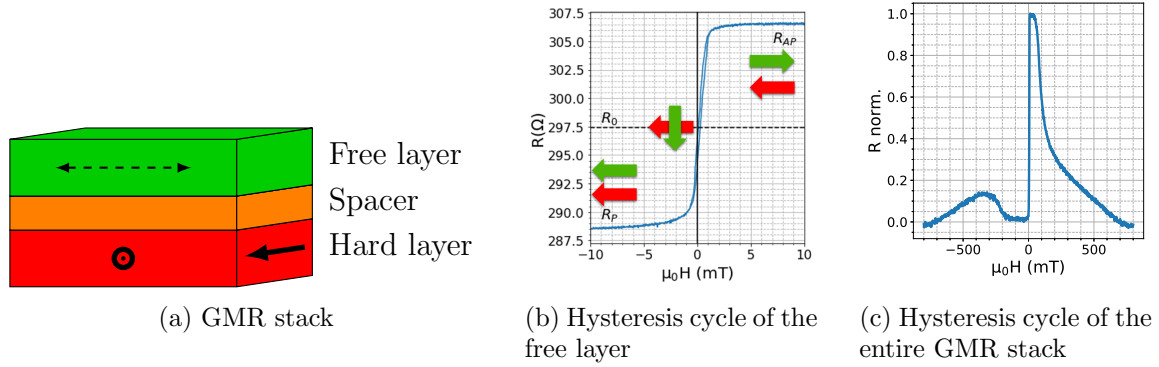 Free layer
Spacer
Hard layer
(a) GMR stack
307.5
305.0
302.5
300.0
297.5
295.0
292.5
290.0
287.5
R(Ω)
R_AP
R_0
R_P
−10
−5
0
5
10
μ₀H (mT)
(b) Hysteresis cycle of the
free layer
1.0
0.8
0.6
0.4
0.2
0.0
R norm.
−500
0
500
μ₀H (mT)
(c) Hysteresis cycle of the
entire GMR stack